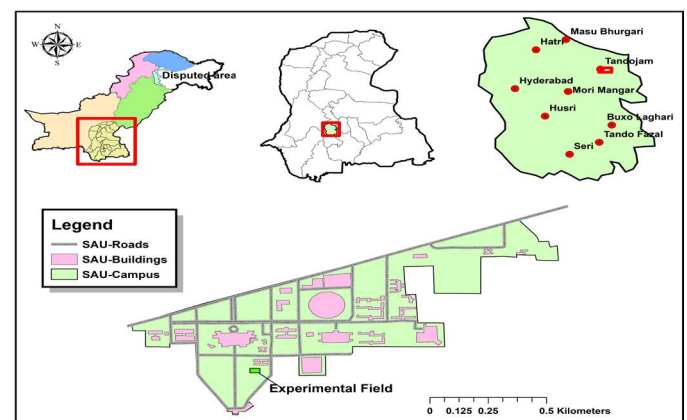 N
W
E
S
Disputed area
Masu Bhurgari
Hatri
Tandojam
Hyderabad
Mori Mangar
Husri
Buxo Laghari
Tando Fazal
Seri
Legend
SAU-Roads
SAU-Buildings
SAU-Campus
Experimental Field
0 0.125 0.25 0.5 Kilometers